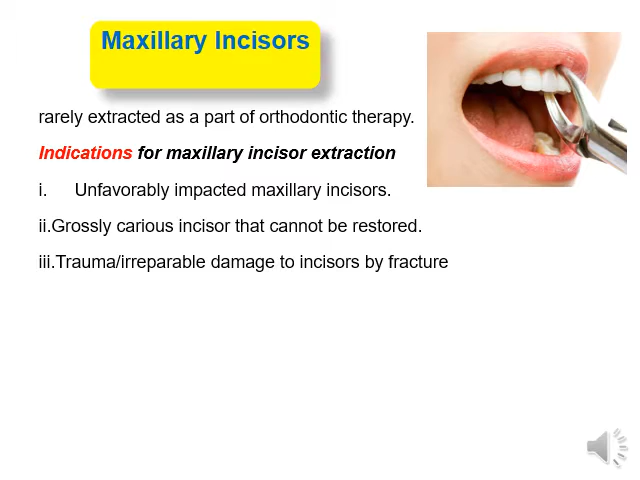 Maxillary Incisors
rarely extracted as a part of orthodontic therapy.
Indications for maxillary incisor extraction
i. Unfavorably impacted maxillary incisors.
ii.Grossly carious incisor that cannot be restored.
iii.Trauma/irreparable damage to incisors by fracture